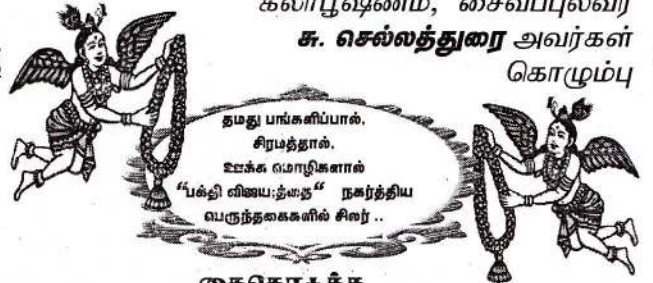 கலாபூஷணம், சைவப்புலவர்
சு. செல்லத்துரை அவர்கள்
கொழும்பு
தமது பங்களிப்பால்.
சிரமத்தால்.
ஊக்க மொழிகளால்
“பக்தி விஜயத்தை“ நகர்த்திய
பெருந்தகைகளில் சிலர் ..